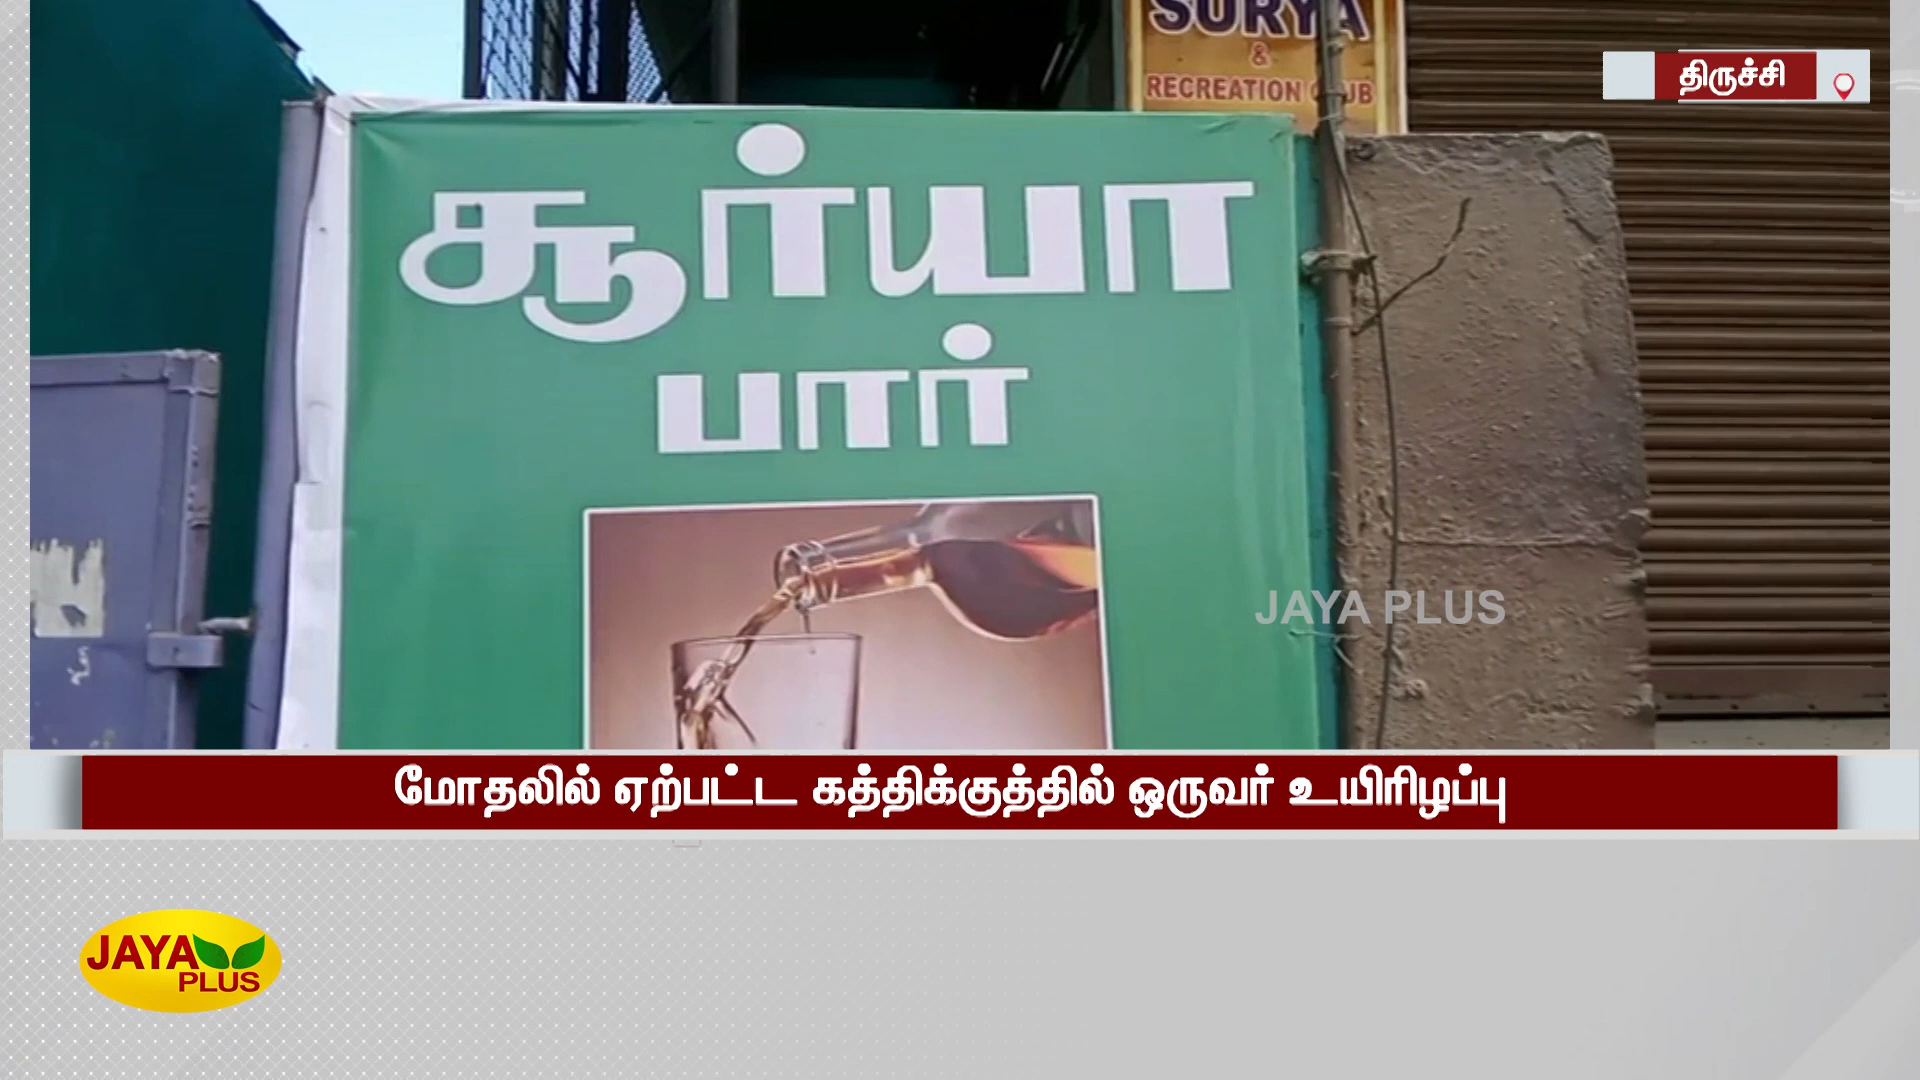 SURYA
&
RECREATION CLUB
திருச்சி
சூர்யா
பார்
JAYA PLUS
மோதலில் ஏற்பட்ட கத்திக்குத்தில் ஒருவர் உயிரிழப்பு
JAYA
PLUS